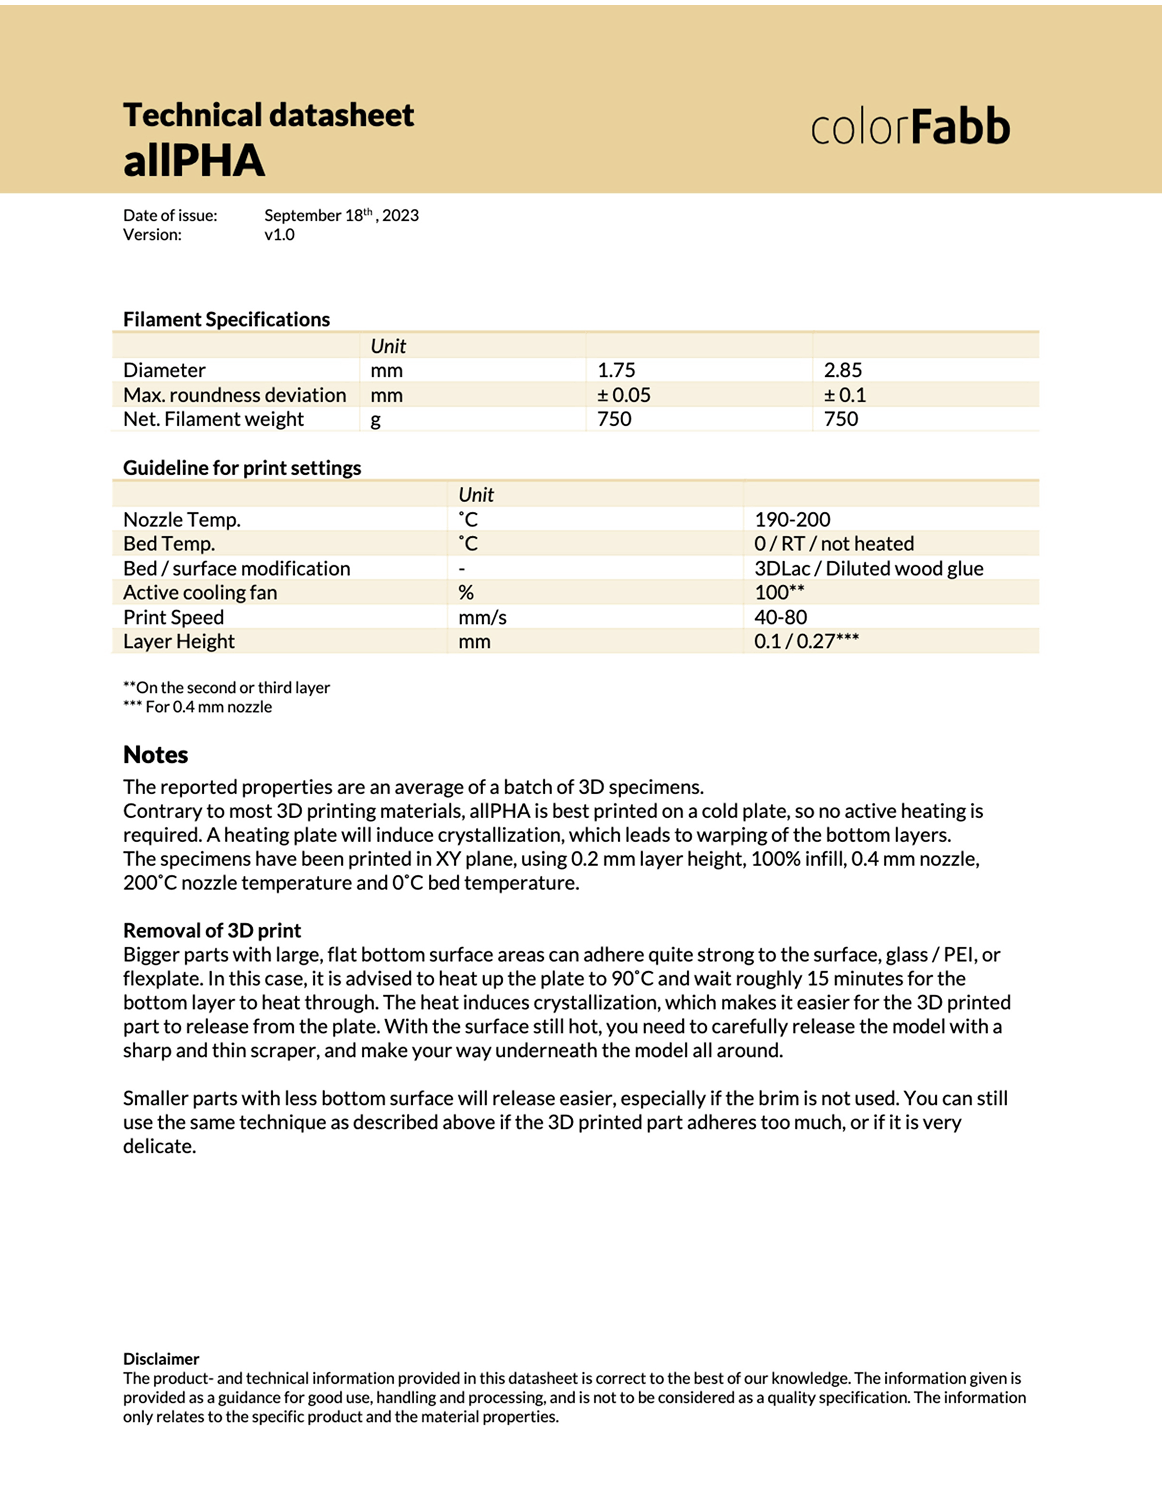 Technical datasheet
allPHA
colorFabb
Date of issue: September 18th , 2023
Version: v1.0
Filament Specifications
Unit
Diameter mm 1.75 2.85
Max. roundness deviation mm ± 0.05 ± 0.1
Net. Filament weight g 750 750
Guideline for print settings
Unit
Nozzle Temp. ˚C 190-200
Bed Temp. ˚C 0 / RT / not heated
Bed / surface modification - 3DLac / Diluted wood glue
Active cooling fan % 100**
Print Speed mm/s 40-80
Layer Height mm 0.1 / 0.27***
**On the second or third layer
*** For 0.4 mm nozzle
Notes
The reported properties are an average of a batch of 3D specimens.
Contrary to most 3D printing materials, allPHA is best printed on a cold plate, so no active heating is
required. A heating plate will induce crystallization, which leads to warping of the bottom layers.
The specimens have been printed in XY plane, using 0.2 mm layer height, 100% infill, 0.4 mm nozzle,
200˚C nozzle temperature and 0˚C bed temperature.
Removal of 3D print
Bigger parts with large, flat bottom surface areas can adhere quite strong to the surface, glass / PEI, or
flexplate. In this case, it is advised to heat up the plate to 90˚C and wait roughly 15 minutes for the
bottom layer to heat through. The heat induces crystallization, which makes it easier for the 3D printed
part to release from the plate. With the surface still hot, you need to carefully release the model with a
sharp and thin scraper, and make your way underneath the model all around.
Smaller parts with less bottom surface will release easier, especially if the brim is not used. You can still
use the same technique as described above if the 3D printed part adheres too much, or if it is very
delicate.
Disclaimer
The product- and technical information provided in this datasheet is correct to the best of our knowledge. The information given is
provided as a guidance for good use, handling and processing, and is not to be considered as a quality specification. The information
only relates to the specific product and the material properties.